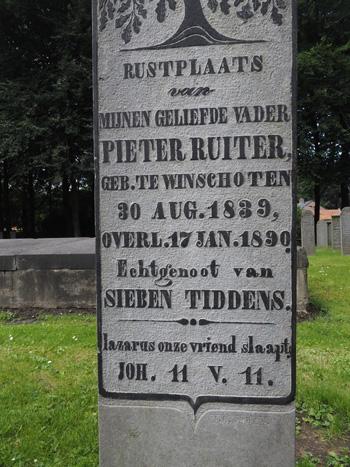 RUSTPLAATS
van
MIJNEN GELIEFDE VADER
PIETER RUITER,
GEB. TE WINSCHOTEN
30 AUG. 1839,
OVERL. 17 JAN. 1890
Echtgenoot van
SIEBEN TIDDENS.
lazarus onze vriend slaapt,
JOH. 11 V. 11.